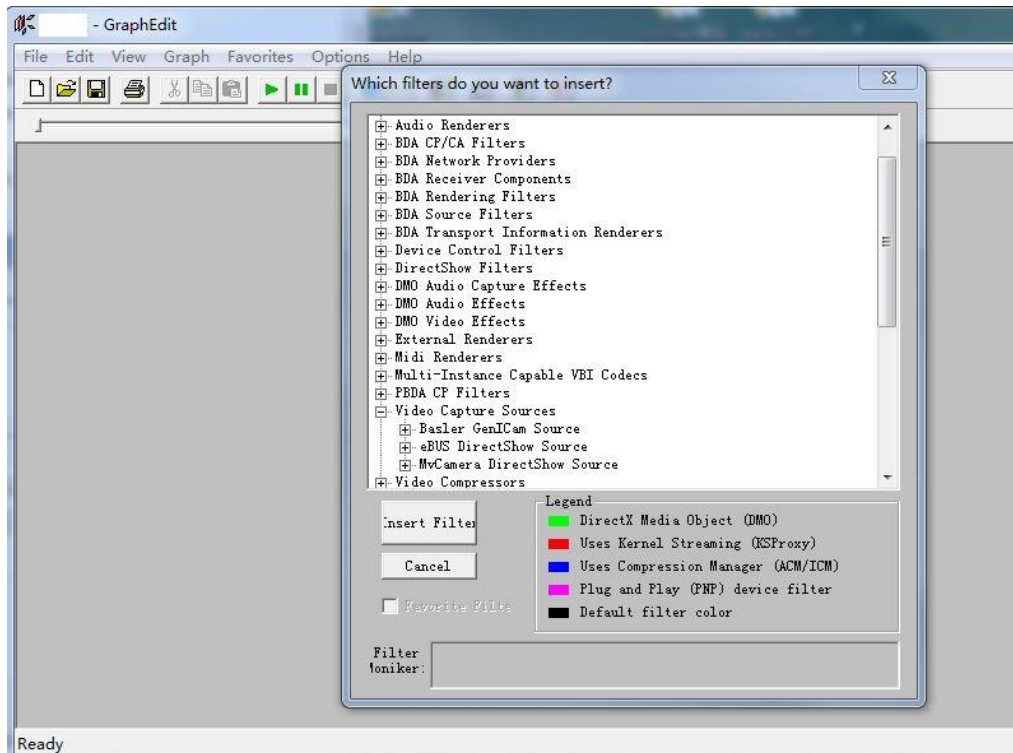 - GraphEdit
File Edit View Graph Favorites Options Help
Which filters do you want to insert?
Audio Renderers
BDA CP/CA Filters
BDA Network Providers
BDA Receiver Components
BDA Rendering Filters
BDA Source Filters
BDA Transport Information Renderers
Device Control Filters
DirectShow Filters
DMO Audio Capture Effects
DMO Audio Effects
DMO Video Effects
External Renderers
Midi Renderers
Multi-Instance Capable VBI Codecs
PBDA CP Filters
Video Capture Sources
Basler GenICam Source
eBUS DirectShow Source
MvCamera DirectShow Source
Video Compressors
Insert Filter
Cancel
Favorite Filte
Legend
DirectX Media Object (DMO)
Uses Kernel Streaming (KSProxy)
Uses Compression Manager (ACM/ICM)
Plug and Play (PNP) device filter
Default filter color
Filter
Moniker:
Ready